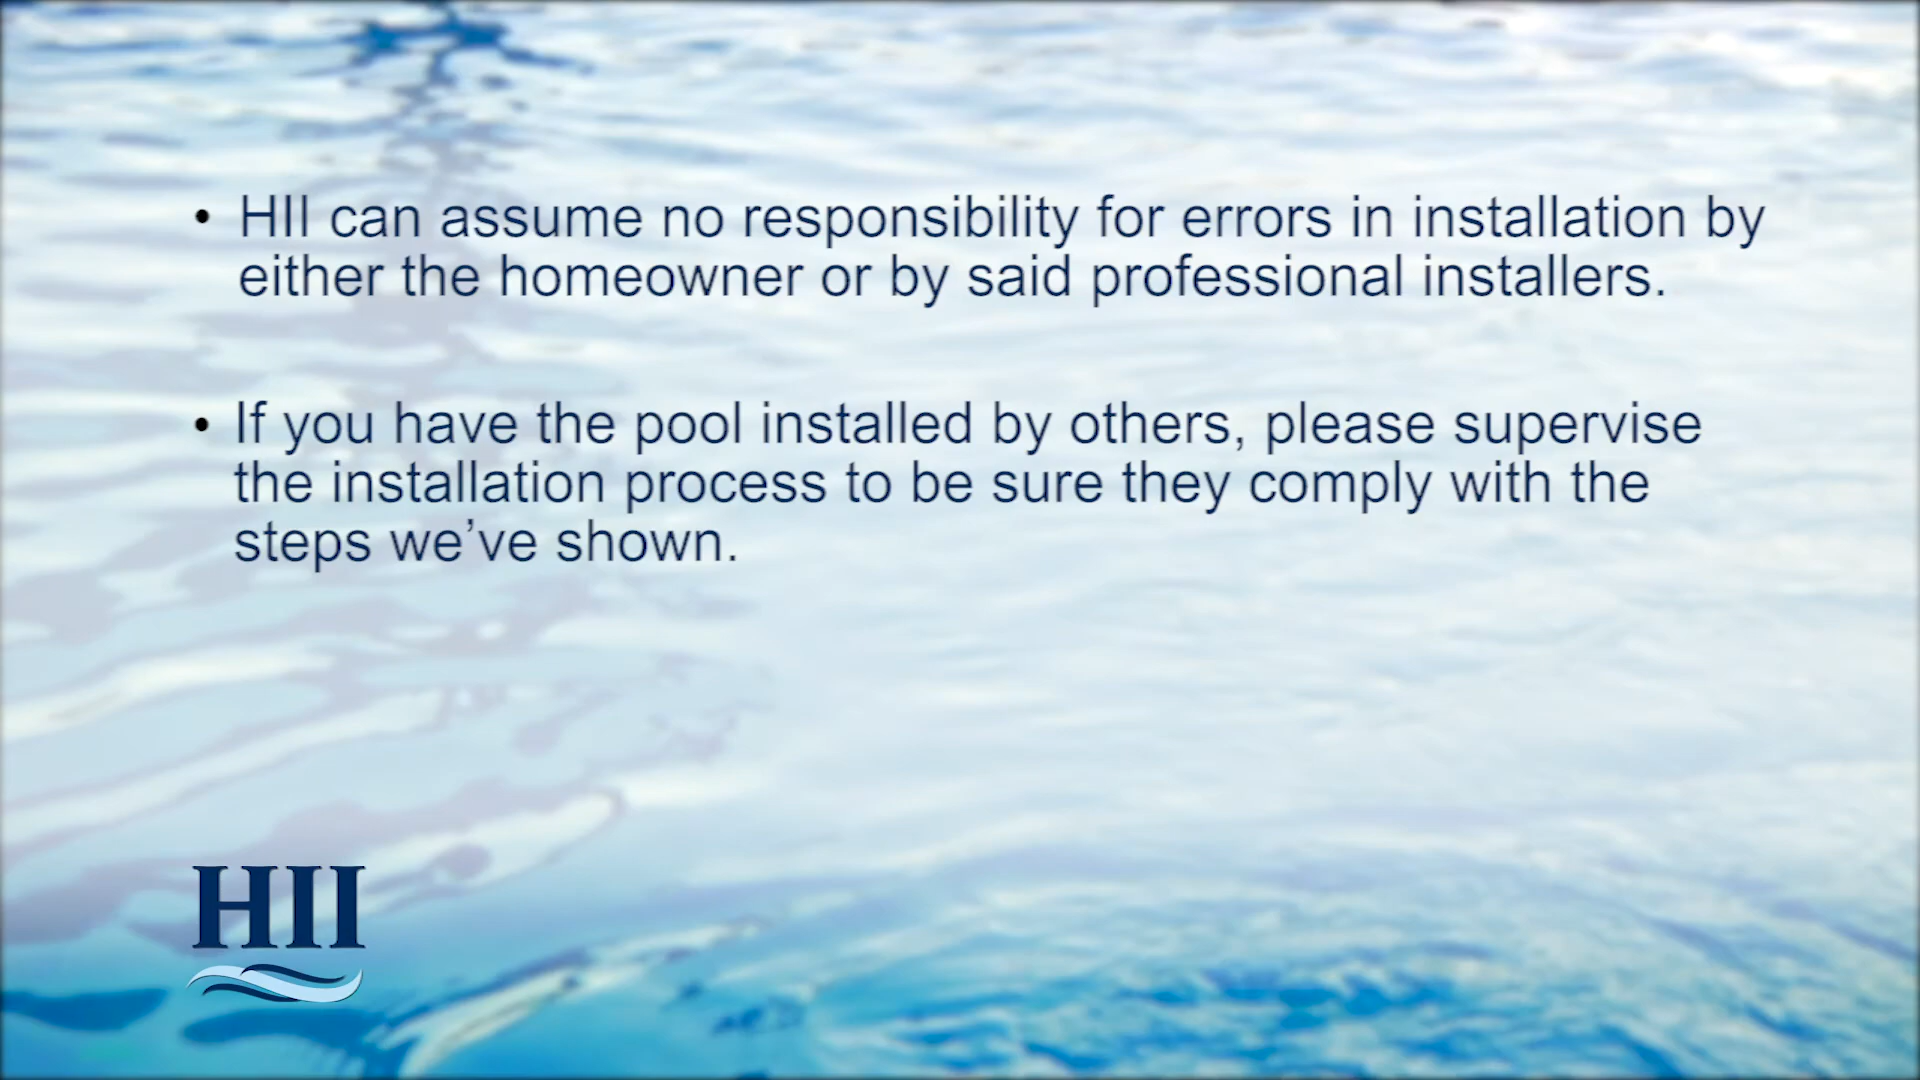 • HII can assume no responsibility for errors in installation by
either the homeowner or by said professional installers.
• If you have the pool installed by others, please supervise
the installation process to be sure they comply with the
steps we’ve shown.
HII